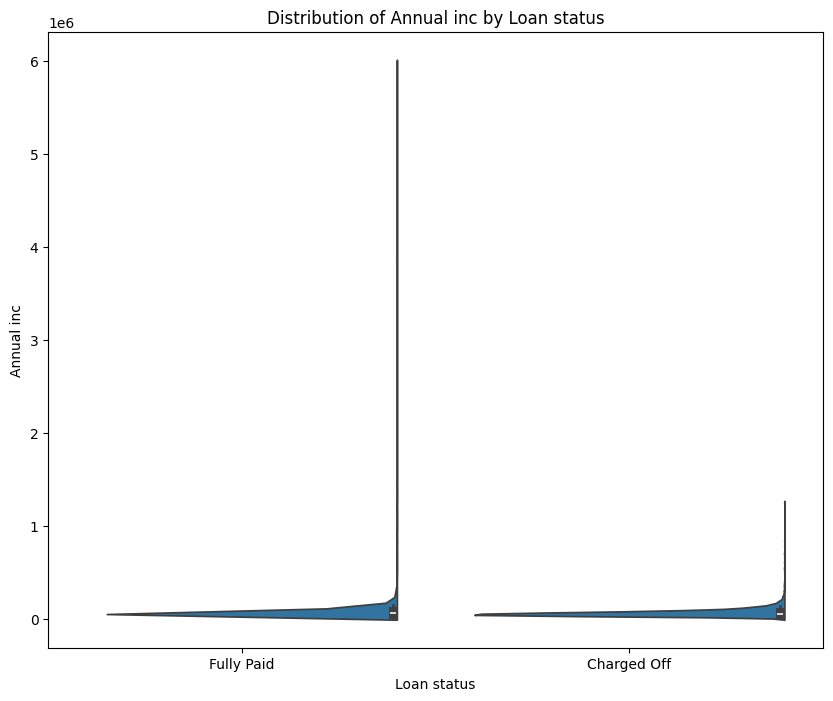 Distribution of Annual inc by Loan status
1e6
6
5
4
3
2
1
0
Annual inc
Fully Paid
Charged Off
Loan status